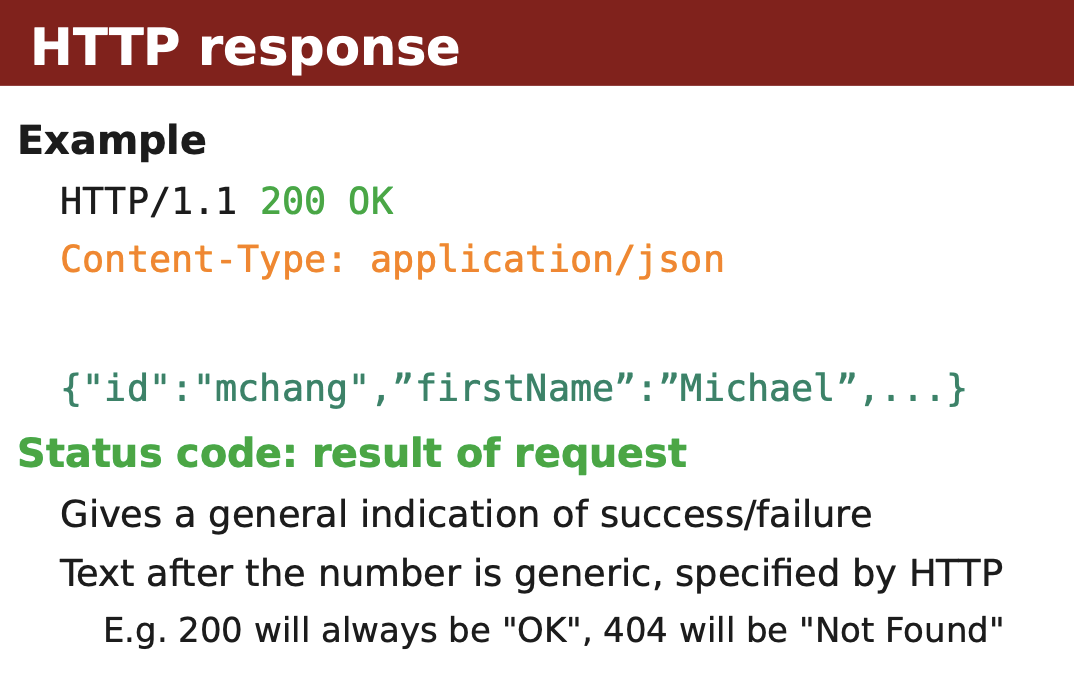 HTTP response
Example
HTTP/1.1 200 OK
Content-Type: application/json
{"id":"mchang",”firstName”:”Michael”,...}
Status code: result of request
Gives a general indication of success/failure
Text after the number is generic, specified by HTTP
E.g. 200 will always be "OK", 404 will be "Not Found"